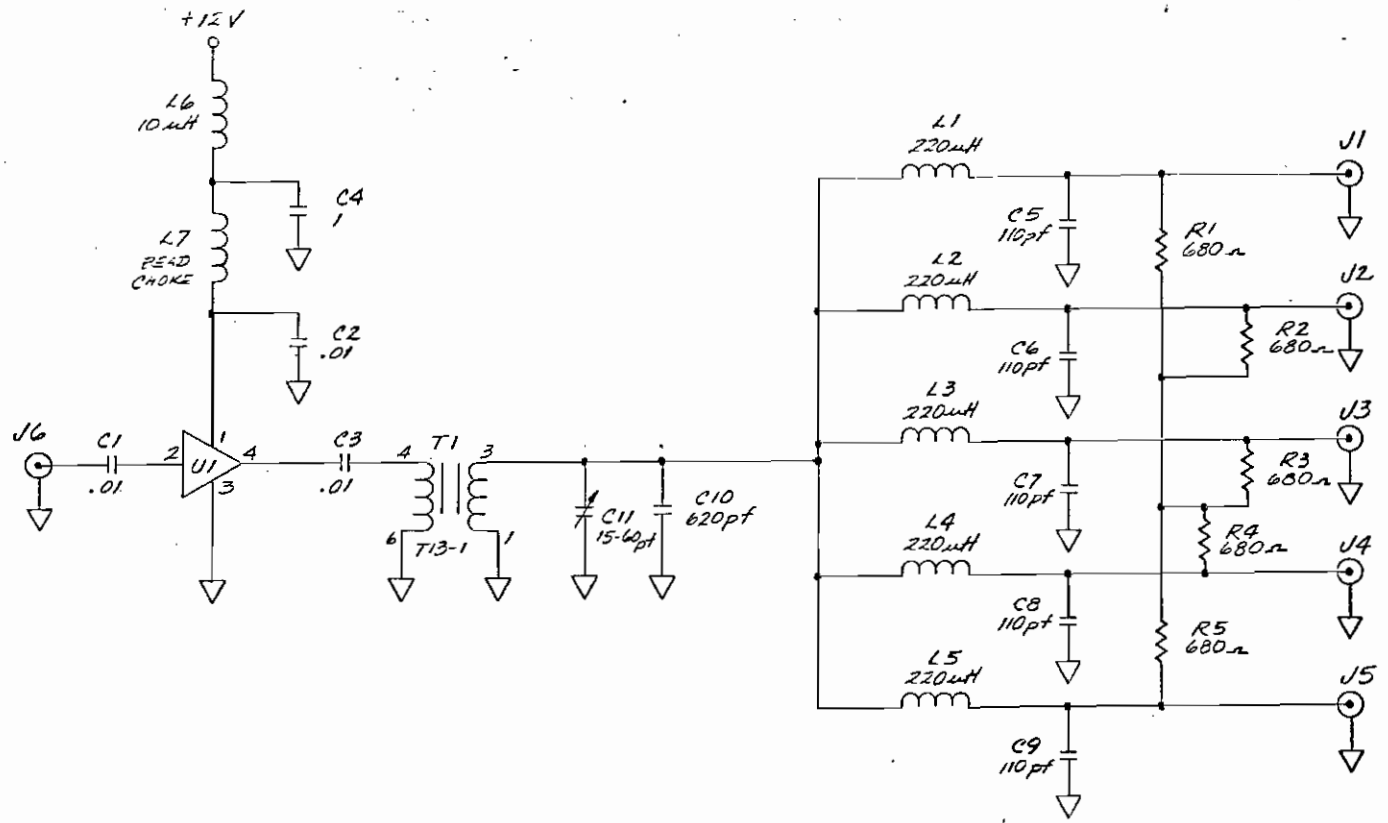 +12V
L6
10uH
C4
.1
L7
BEAD
CHOKE
C2
.01
J6
C1
.01
2
U1
1
4
3
C3
.01
4
T1
3
6
T13-1
1
C11
15-60pf
C10
620pf
L1
220uH
C5
110pf
R1
680Ω
J1
L2
220uH
C6
110pf
R2
680Ω
J2
L3
220uH
C7
110pf
R3
680Ω
J3
L4
220uH
C8
110pf
R4
680Ω
J4
L5
220uH
C9
110pf
R5
680Ω
J5